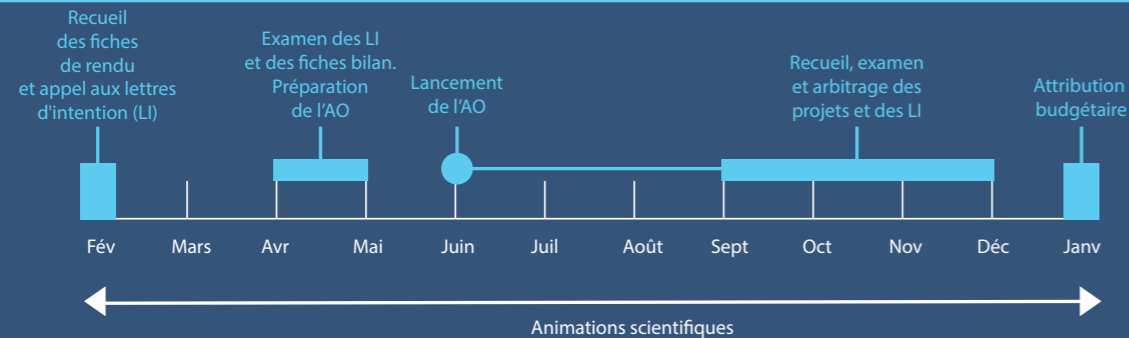 Recueil
des fiches
de rendu
et appel aux lettres
d'intention (LI)
Examen des LI
et des fiches bilan.
Préparation
de l'AO
Lancement
de l'AO
Recueil, examen
et arbitrage des
projets et des LI
Attribution
budgétaire
Fév Mars Avr Mai Juin Juil Août Sept Oct Nov Déc Janv
Animations scientifiques